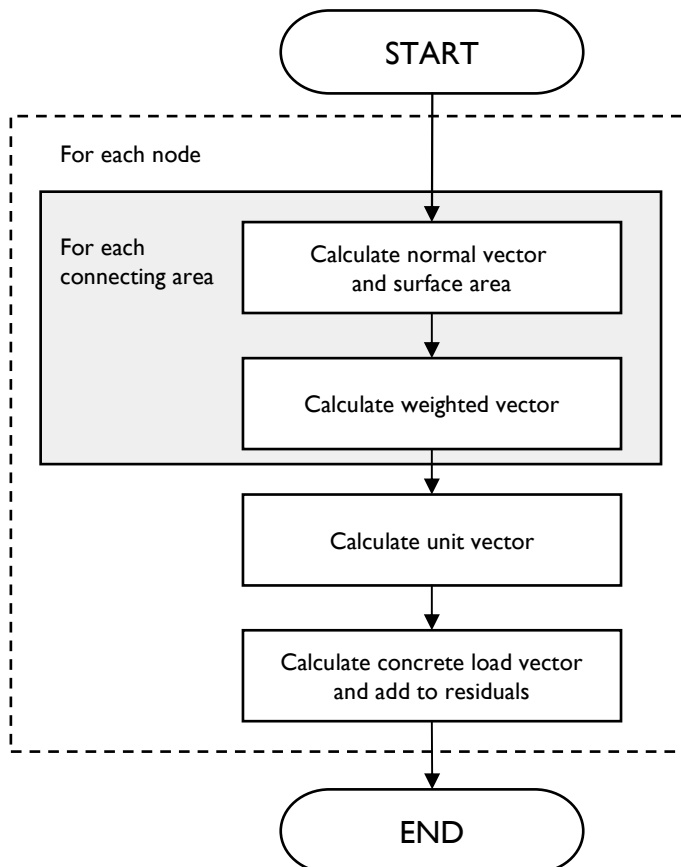 START
For each node
For each
connecting area
Calculate normal vector
and surface area
Calculate weighted vector
Calculate unit vector
Calculate concrete load vector
and add to residuals
END